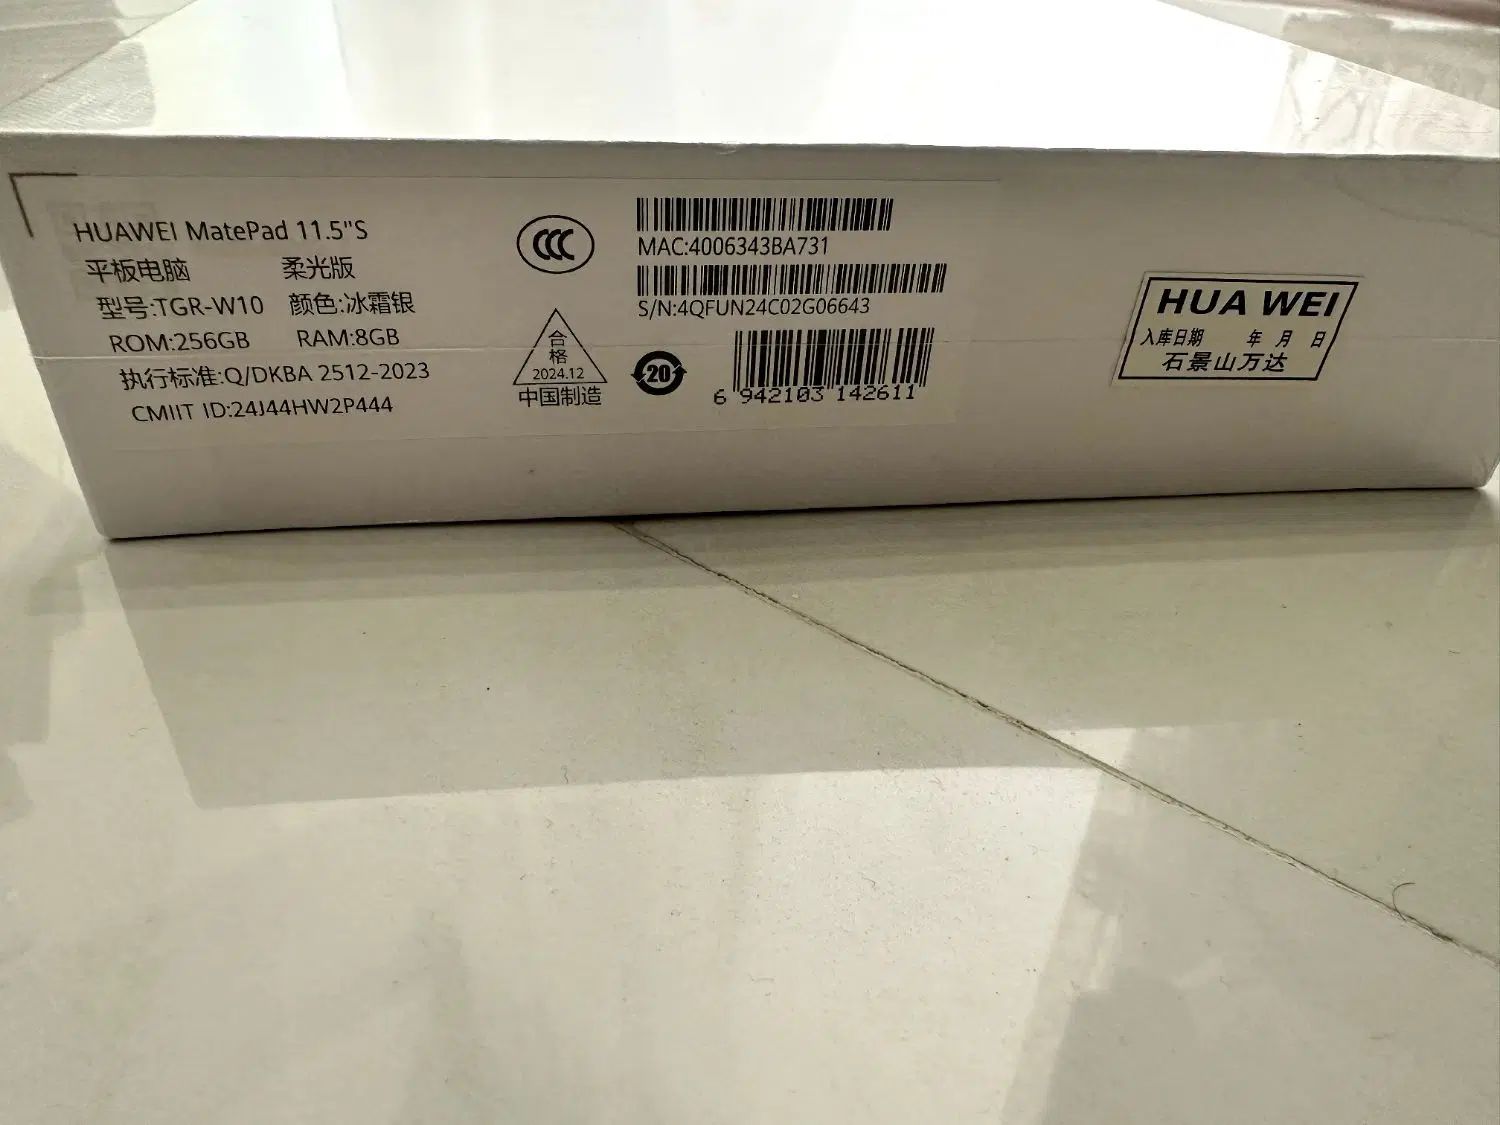 HUAWEI MatePad 11.5"S
平板电脑 柔光版
型号:TGR-W10 颜色:冰霜银
ROM:256GB RAM:8GB
执行标准:Q/DKBA 2512-2023
CMIIT ID:24J44HW2P444
CCC
合
格
2024.12
中国制造
MAC:4006343BA731
S/N:4QFUN24C02G06643
20
6 942103 142611
HUA WEI
入库日期 年 月 日
石景山万达